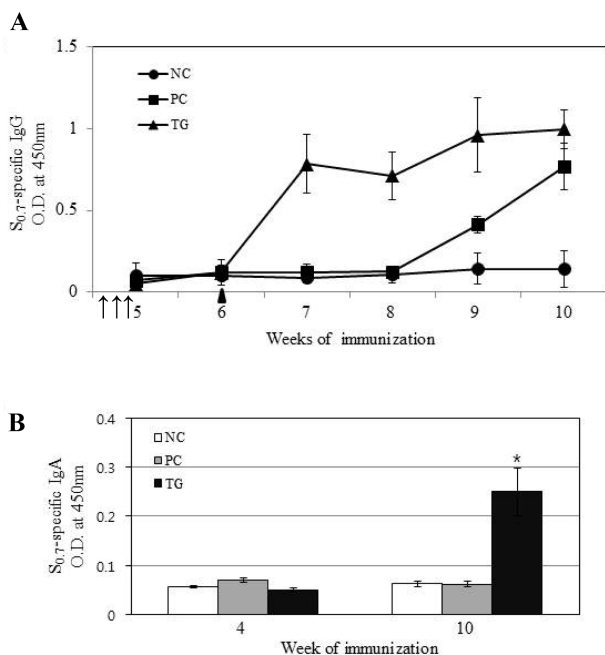 A
S0.7-specific IgG
O.D. at 450nm
1.5
1
0.5
0
NC
PC
TG
↑↑↑5 6 7 8 9 10
Weeks of immunization
B
S0.7-specific IgA
O.D. at 450nm
0.4
0.3
0.2
0.1
0
NC
PC
TG
*
4 10
Week of immunization